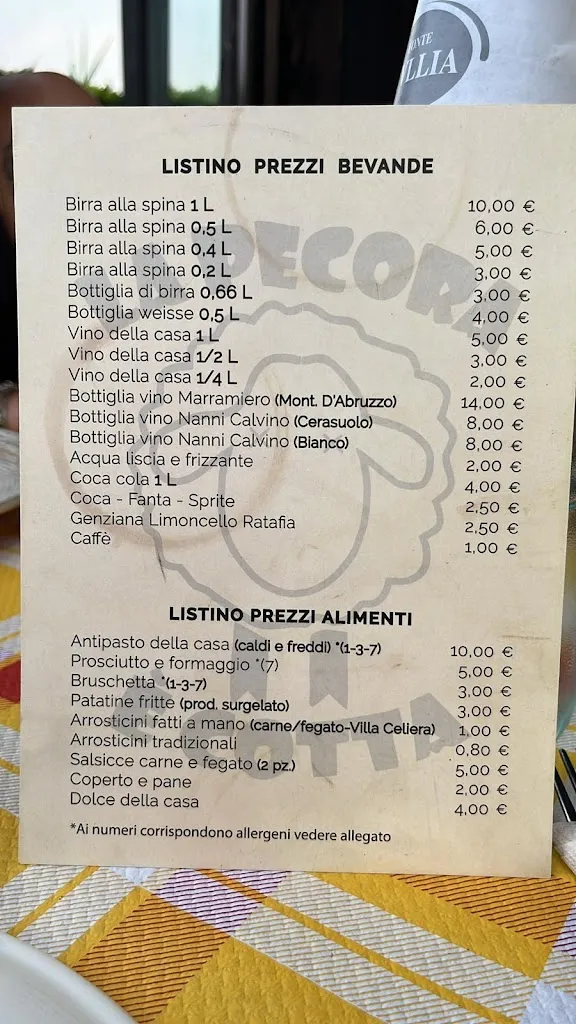 LLIA
LISTINO PREZZI BEVANDE
Birra alla spina 1 L 10,00 €
Birra alla spina 0,5 L 6,00 €
Birra alla spina 0,4 L 5,00 €
Birra alla spina 0,2 L 3,00 €
Bottiglia di birra 0,66 L 3,00 €
Bottiglia weisse 0,5 L 4,00 €
Vino della casa 1 L 5,00 €
Vino della casa 1/2 L 3,00 €
Vino della casa 1/4 L 2,00 €
Bottiglia vino Marramiero (Mont. D'Abruzzo) 14,00 €
Bottiglia vino Nanni Calvino (Cerasuolo) 8,00 €
Bottiglia vino Nanni Calvino (Bianco) 8,00 €
Acqua liscia e frizzante 2,00 €
Coca cola 1 L 4,00 €
Coca - Fanta - Sprite 2,50 €
Genziana Limoncello Ratafia 2,50 €
Caffè 1,00 €
LISTINO PREZZI ALIMENTI
Antipasto della casa (caldi e freddi) *(1-3-7) 10,00 €
Prosciutto e formaggio *(7) 5,00 €
Bruschetta *(1-3-7) 3,00 €
Patatine fritte (prod. surgelato) 3,00 €
Arrosticini fatti a mano (carne/fegato-Villa Celiera) 1,00 €
Arrosticini tradizionali 0,80 €
Salsicce carne e fegato (2 pz.) 5,00 €
Coperto e pane 2,00 €
Dolce della casa 4,00 €
*Ai numeri corrispondono allergeni vedere allegato
PECORA
COTTA